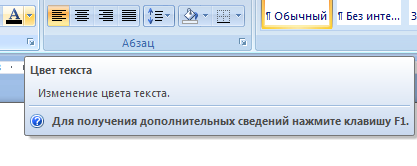 А
¶ Обычный ¶ Без инте...
Абзац
Цвет текста
Изменение цвета текста.
Для получения дополнительных сведений нажмите клавишу F1.